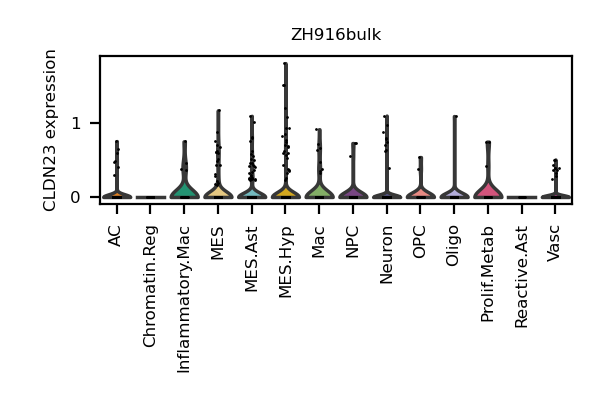 ZH916bulk
CLDN23 expression
1
0
AC
Chromatin.Reg
Inflammatory.Mac
MES
MES.Ast
MES.Hyp
Mac
NPC
Neuron
OPC
Oligo
Prolif.Metab
Reactive.Ast
Vasc